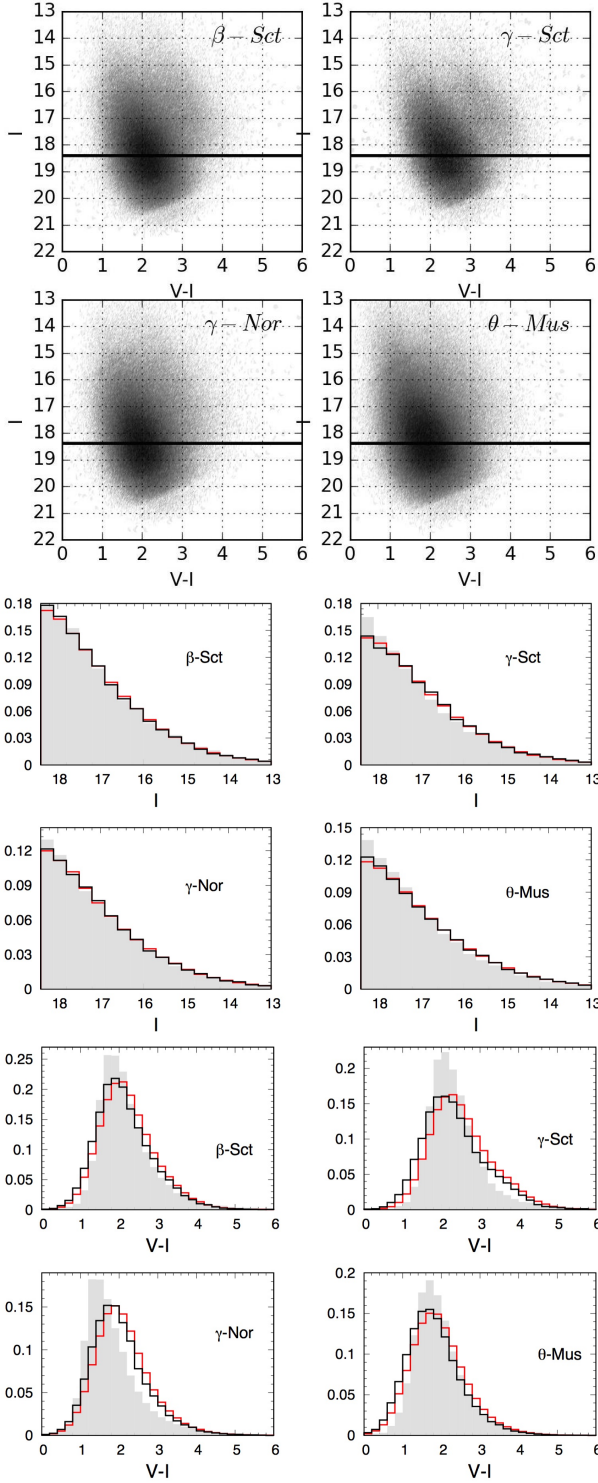 13
14
15
16
17
18
19
20
21
22
I
0 1 2 3 4 5 6
V-I
β − Sct
13
14
15
16
17
18
19
20
21
22
I
0 1 2 3 4 5 6
V-I
γ − Sct
13
14
15
16
17
18
19
20
21
22
I
0 1 2 3 4 5 6
V-I
γ − Nor
13
14
15
16
17
18
19
20
21
22
I
0 1 2 3 4 5 6
V-I
θ − Mus
0.18
0.15
0.12
0.09
0.06
0.03
0
β-Sct
18 17 16 15 14 13
I
0.18
0.15
0.12
0.09
0.06
0.03
0
γ-Sct
18 17 16 15 14 13
I
0.12
0.09
0.06
0.03
0
γ-Nor
18 17 16 15 14 13
I
0.15
0.12
0.09
0.06
0.03
0
θ-Mus
18 17 16 15 14 13
I
0.25
0.2
0.15
0.1
0.05
0
β-Sct
0 1 2 3 4 5 6
V-I
0.2
0.15
0.1
0.05
0
γ-Sct
0 1 2 3 4 5 6
V-I
0.15
0.1
0.05
0
γ-Nor
0 1 2 3 4 5 6
V-I
0.2
0.15
0.1
0.05
0
θ-Mus
0 1 2 3 4 5 6
V-I